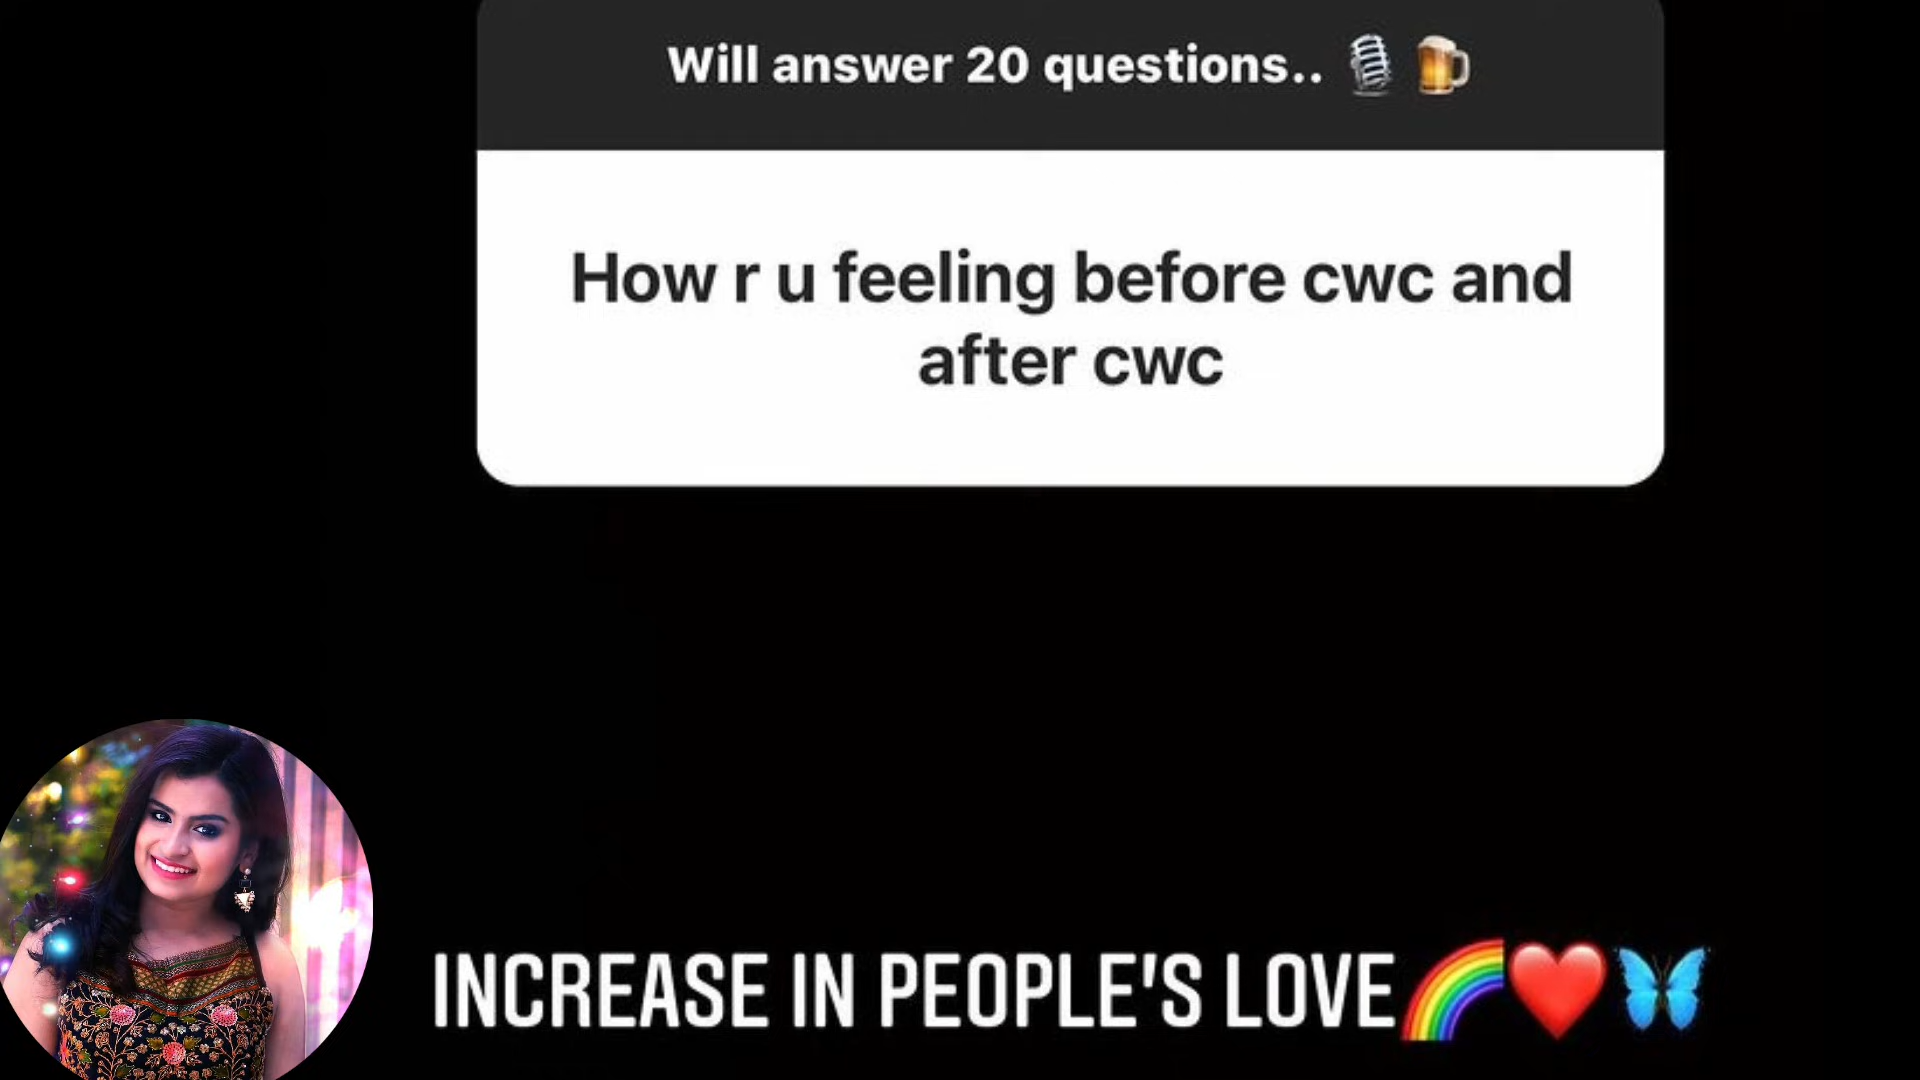 Will answer 20 questions.. 🎙️ 🍺
How r u feeling before cwc and
after cwc
INCREASE IN PEOPLE'S LOVE 🌈❤️🦋